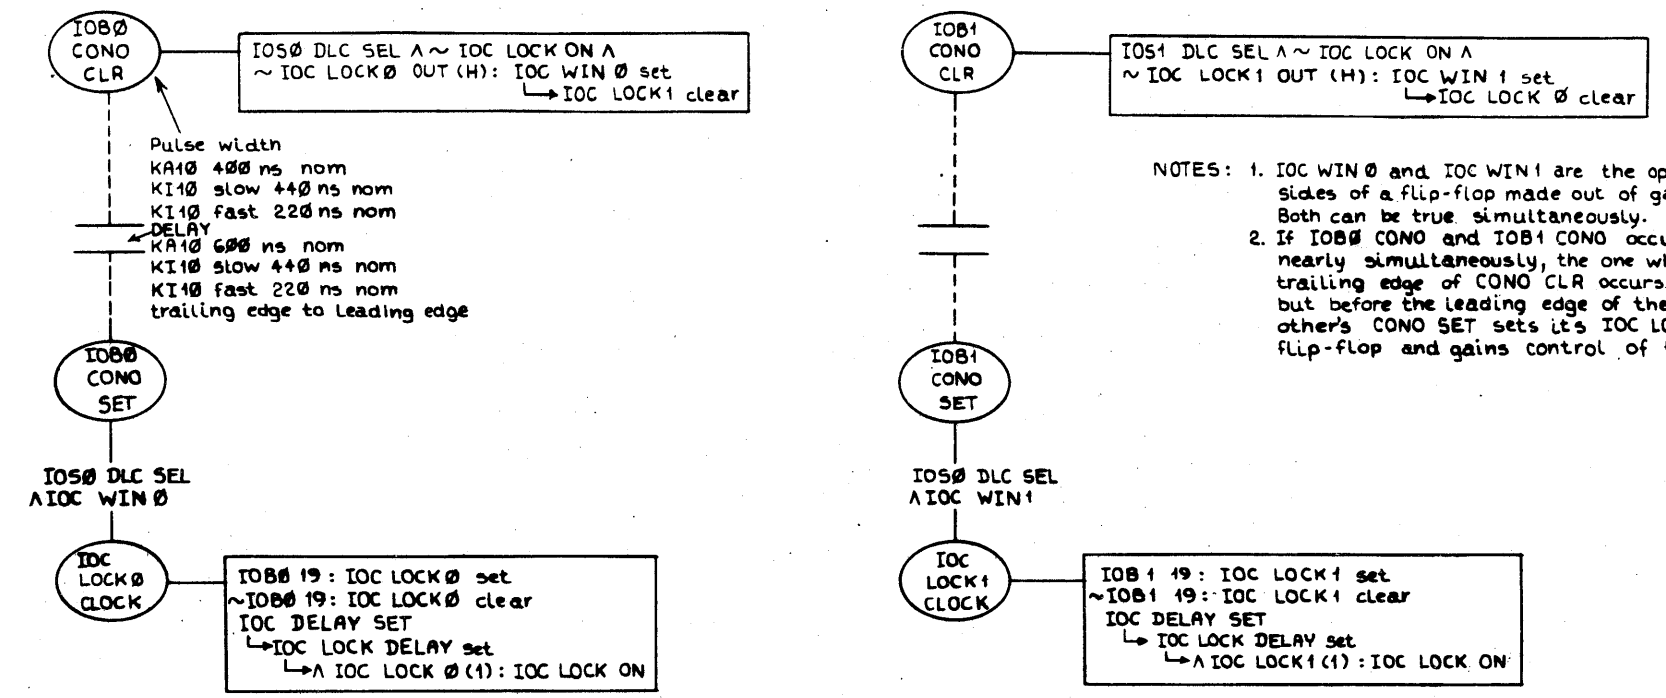 IOBØ
CONO
CLR
IOSØ DLC SEL ∧ ~ IOC LOCK ON ∧
~ IOC LOCKØ OUT (H): IOC WIN Ø set
↳IOC LOCK1 clear
Pulse width
KA1Ø 4ØØ ns nom
KI1Ø slow 44Ø ns nom
KI1Ø fast 22Ø ns nom
DELAY
KA1Ø 6ØØ ns nom
KI1Ø slow 44Ø ns nom
KI1Ø fast 22Ø ns nom
trailing edge to leading edge
IOBØ
CONO
SET
IOSØ DLC SEL
∧ IOC WIN Ø
IOC
LOCKØ
CLOCK
IOBØ 19: IOC LOCKØ set
~IOBØ 19: IOC LOCKØ clear
IOC DELAY SET
↳IOC LOCK DELAY set
↳∧ IOC LOCK Ø (1): IOC LOCK ON
IOB1
CONO
CLR
IOS1 DLC SEL ∧ ~ IOC LOCK ON ∧
~ IOC LOCK1 OUT (H): IOC WIN 1 set
↳IOC LOCK Ø clear
NOTES: 1. IOC WIN Ø and IOC WIN1 are the op
sides of a flip-flop made out of ga
Both can be true simultaneously.
2. If IOBØ CONO and IOB1 CONO occu
nearly simultaneously, the one wh
trailing edge of CONO CLR occurs
but before the leading edge of the
other's CONO SET sets its IOC LO
flip-flop and gains control of t
IOB1
CONO
SET
IOSØ DLC SEL
∧ IOC WIN1
IOC
LOCK1
CLOCK
IOB1 19: IOC LOCK1 set
~IOB1 19: IOC LOCK1 clear
IOC DELAY SET
↳ IOC LOCK DELAY set
↳∧ IOC LOCK1 (1): IOC LOCK ON